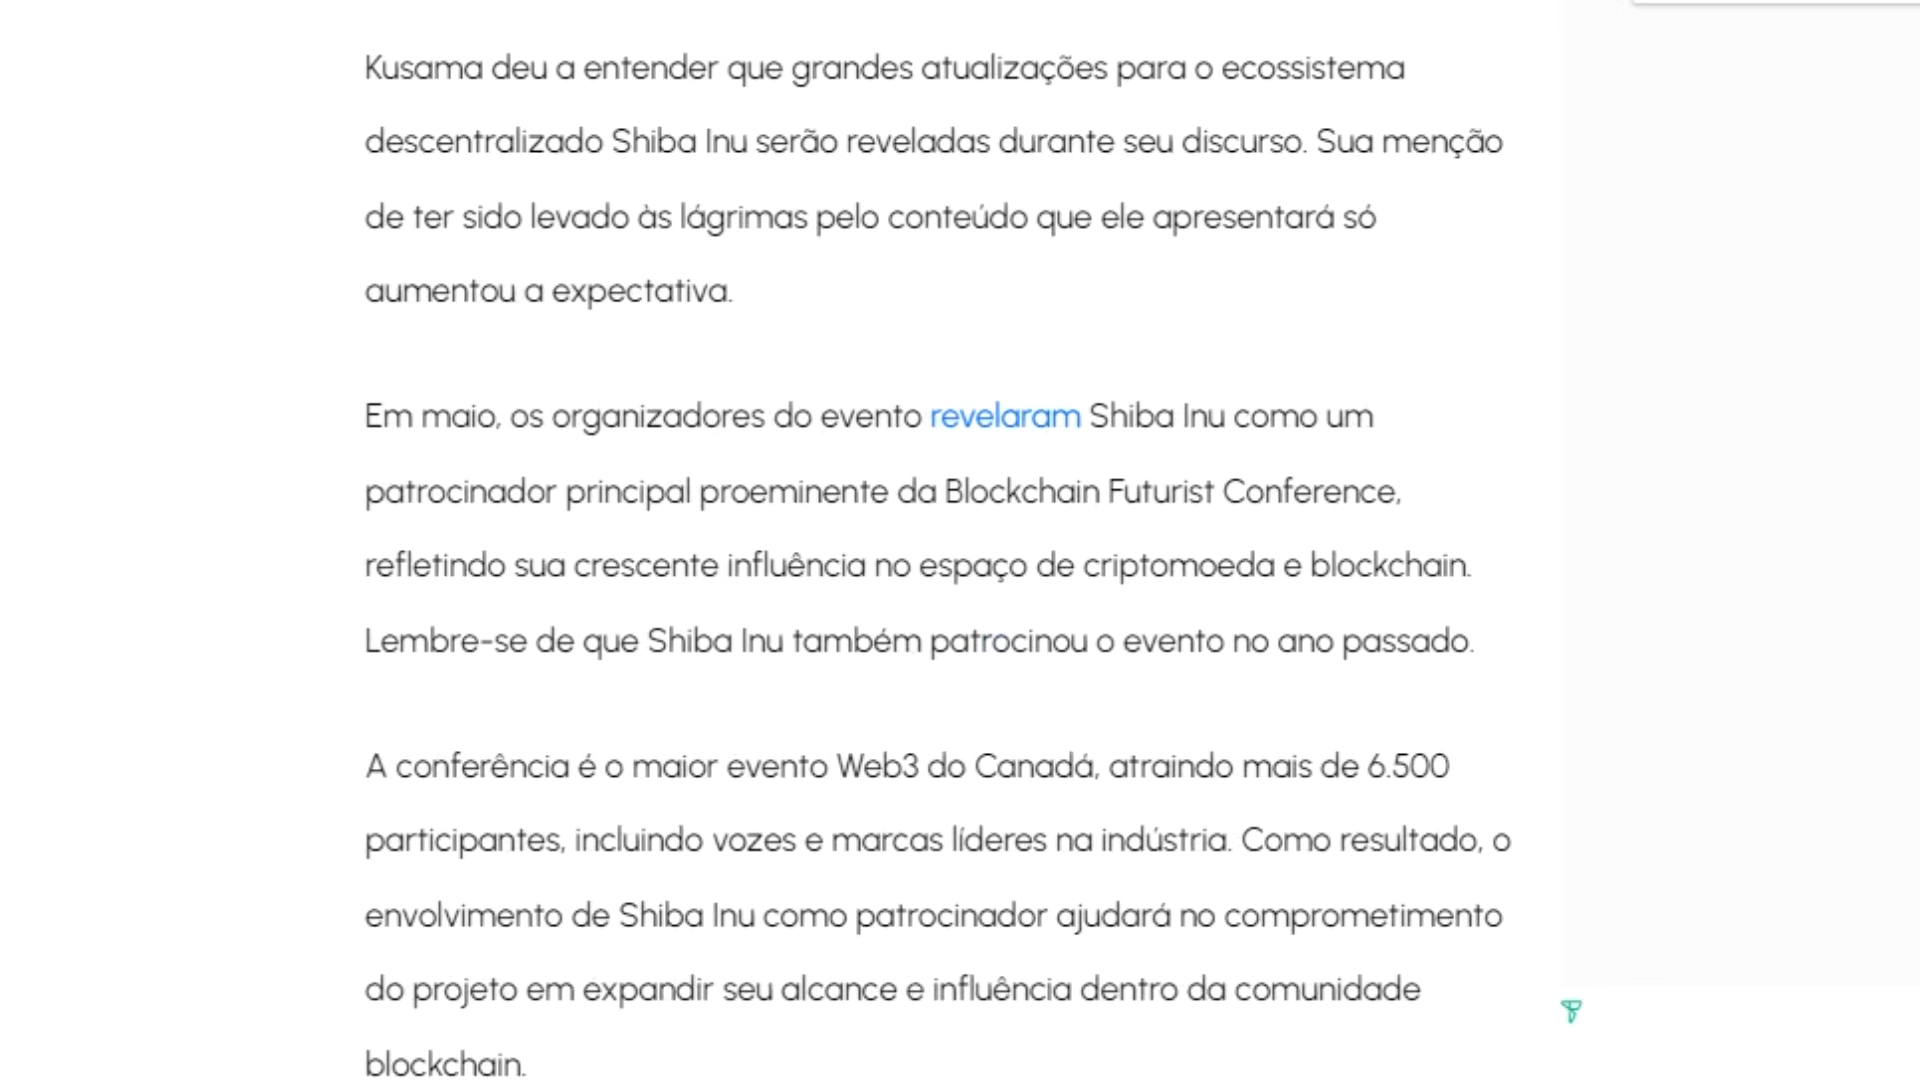 Kusama deu a entender que grandes atualizações para o ecossistema
descentralizado Shiba Inu serão reveladas durante seu discurso. Sua menção
de ter sido levado às lágrimas pelo conteúdo que ele apresentará só
aumentou a expectativa.
Em maio, os organizadores do evento revelaram Shiba Inu como um
patrocinador principal proeminente da Blockchain Futurist Conference,
refletindo sua crescente influência no espaço de criptomoeda e blockchain.
Lembre-se de que Shiba Inu também patrocinou o evento no ano passado.
A conferência é o maior evento Web3 do Canadá, atraindo mais de 6.500
participantes, incluindo vozes e marcas líderes na indústria. Como resultado, o
envolvimento de Shiba Inu como patrocinador ajudará no comprometimento
do projeto em expandir seu alcance e influência dentro da comunidade
blockchain.